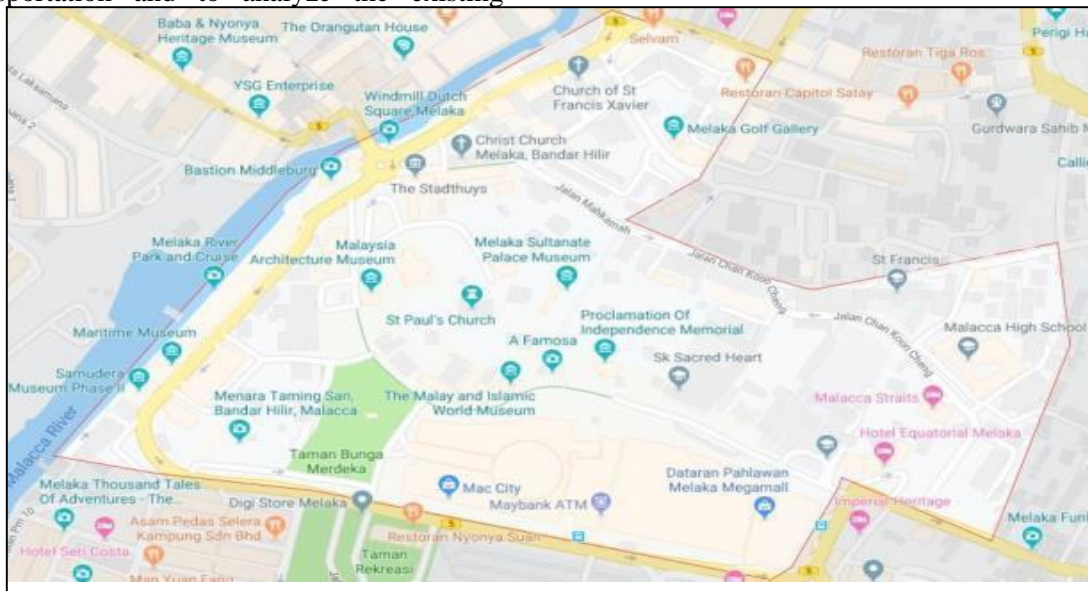 portation and to analyze the existing
Baba & Nyonya
Heritage Museum
The Orangutan House
5
Selvam
Perigi
YSG Enterprise
Windmill Dutch
Square Melaka
Church of St
Francis Xavier
Restoran Tiga Ros
Restoran Capitol Satay
Melaka Golf Gallery
Gurdwara Sahib
5
Christ Church
Melaka, Bandar Hilir
Bastion Middleburg
The Stadthuys
Jalan Mahkamah
Melaka River
Park and Cruise
Malaysia
Architecture Museum
Melaka Sultanate
Palace Museum
Jalan Chan Koon Cheng
St Francis...
St Paul's Church
Proclamation Of
Independence Memorial
Jalan Chan Koon Cheng
Malacca High School
Maritime Museum
A Famosa
Sk Sacred Heart
Samudera
Museum Phase II
Menara Taming Sari,
Bandar Hilir, Malacca
The Malay and Islamic
World Museum
Malacca Straits
Malacca River
Hotel Equatorial Melaka
Taman Bunga
Merdeka
Melaka Thousand Tales
Of Adventures - The...
Digi Store Melaka
Mac City
Maybank ATM
Dataran Pahlawan
Melaka Megamall
Imperial Heritage
Asam Pedas Selera
Kampung Sdn Bhd
5
Restoran Nyonya Suan
Hotel Seri Costa
Taman
Rekreasi
5